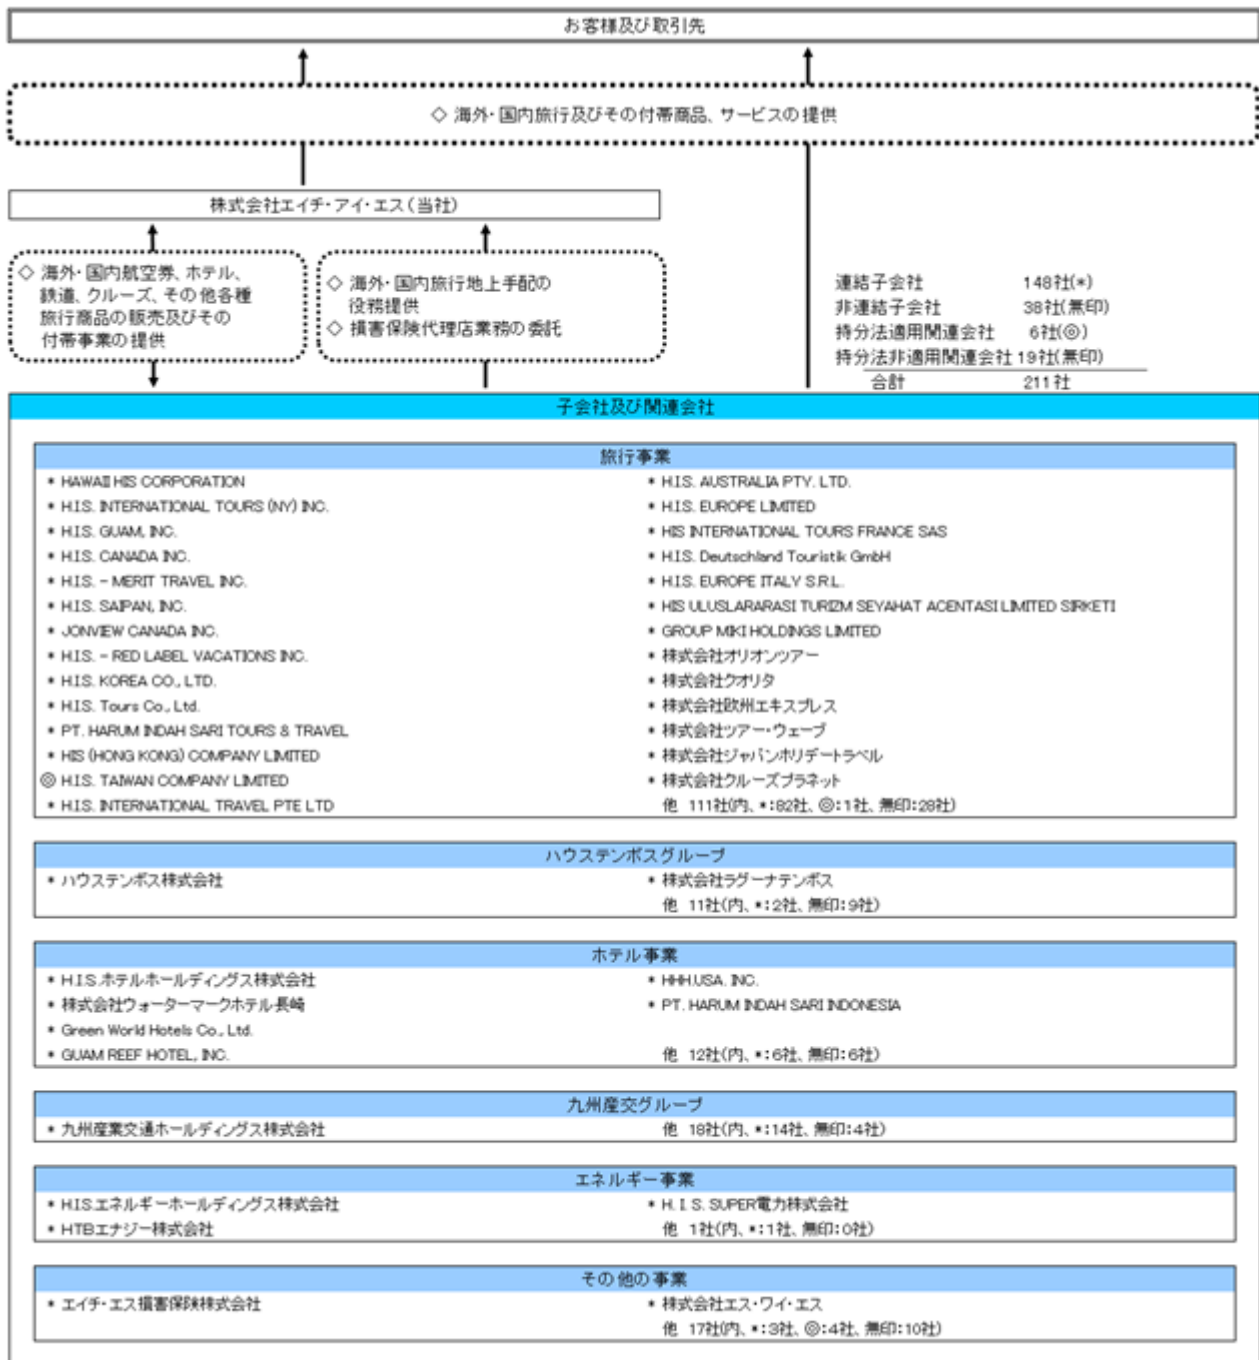 お客様及び取引先
◇ 海外・国内旅行及びその付帯商品、サービスの提供
株式会社エイチ・アイ・エス(当社)
◇ 海外・国内航空券、ホテル、
鉄道、クルーズ、その他各種
旅行商品の販売及びその
付帯事業の提供
◇ 海外・国内旅行地上手配の
役務提供
◇ 損害保険代理店業務の委託
連結子会社 148社(*)
非連結子会社 38社(無印)
持分法適用関連会社 6社(◎)
持分法非適用関連会社 19社(無印)
合計 211社
子会社及び関連会社
旅行事業
* HAWAII HIS CORPORATION
* H.I.S. INTERNATIONAL TOURS (NY) INC.
* H.I.S. GUAM, INC.
* H.I.S. CANADA INC.
* H.I.S. - MERIT TRAVEL INC.
* H.I.S. SAIPAN, INC.
* JONVIEW CANADA INC.
* H.I.S. - RED LABEL VACATIONS INC.
* H.I.S. KOREA CO., LTD.
* H.I.S. Tours Co., Ltd.
* PT. HARUM INDAH SARI TOURS & TRAVEL
* HIS (HONG KONG) COMPANY LIMITED
◎ H.I.S. TAIWAN COMPANY LIMITED
* H.I.S. INTERNATIONAL TRAVEL PTE LTD
* H.I.S. AUSTRALIA PTY. LTD.
* H.I.S. EUROPE LIMITED
* HIS INTERNATIONAL TOURS FRANCE SAS
* H.I.S. Deutschland Touristik GmbH
* H.I.S. EUROPE ITALY S.R.L.
* HIS ULUSLARARASI TURIZM SEYAHAT ACENTASI LIMITED SIRKETI
* GROUP MIKI HOLDINGS LIMITED
* 株式会社オリオンツアー
* 株式会社クオリタ
* 株式会社欧州エキスプレス
* 株式会社ツアー・ウェーブ
* 株式会社ジャパンホリデートラベル
* 株式会社クルーズプラネット
他 111社(内、*:82社、◎:1社、無印:28社)
ハウステンボスグループ
* ハウステンボス株式会社
* 株式会社ラグーナテンボス
他 11社(内、*:2社、無印:9社)
ホテル事業
* H.I.S.ホテルホールディングス株式会社
* 株式会社ウォーターマークホテル長崎
* Green World Hotels Co., Ltd.
* GUAM REEF HOTEL, INC.
* HHH.USA. INC.
* PT. HARUM INDAH SARI INDONESIA
他 12社(内、*:6社、無印:6社)
九州産交グループ
* 九州産業交通ホールディングス株式会社
他 18社(内、*:14社、無印:4社)
エネルギー事業
* H.I.S.エネルギーホールディングス株式会社
* HTBエナジー株式会社
* H. I. S. SUPER電力株式会社
他 1社(内、*:1社、無印:0社)
その他の事業
* エイチ・エス損害保険株式会社
* 株式会社エス・ワイ・エス
他 17社(内、*:3社、◎:4社、無印:10社)